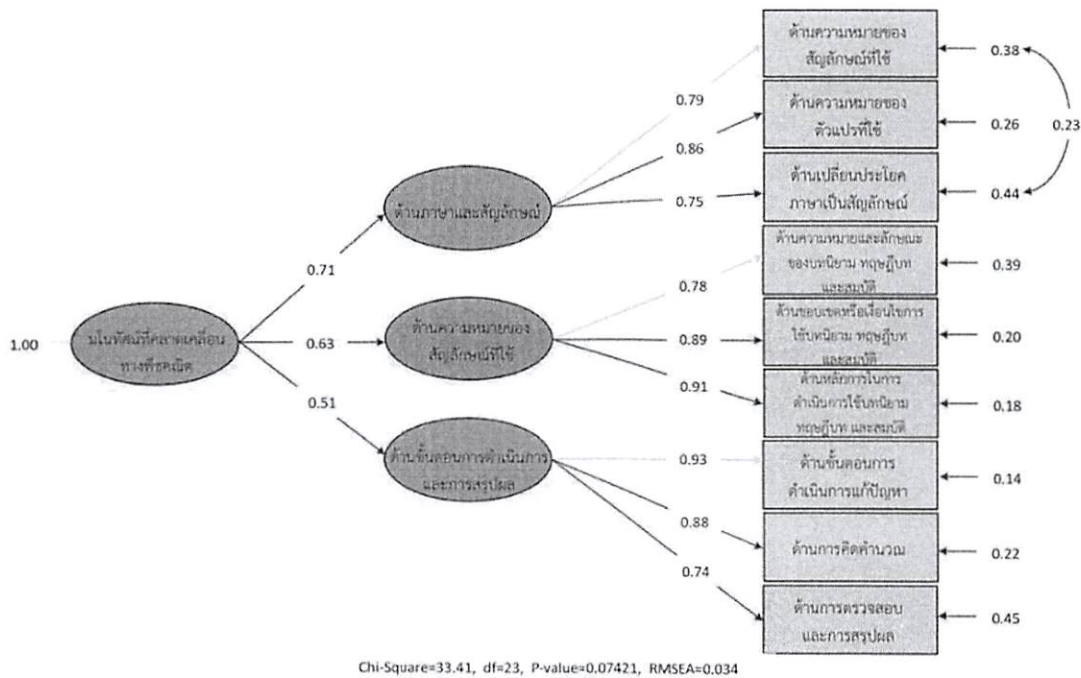 ด้านความหมายของ
สัญลักษณ์ที่ใช้
0.38
0.79
ด้านความหมายของ
ตัวแปรที่ใช้
0.26
0.23
0.86
ด้านภาษาและสัญลักษณ์
0.75
ด้านเปลี่ยนประโยค
ภาษาเป็นสัญลักษณ์
0.44
0.71
0.78
ด้านความหมายและลักษณะ
ของบทนิยาม ทฤษฎีบท
และสมบัติ
0.39
1.00
มโนทัศน์ที่คลาดเคลื่อน
ทางพีชคณิต
0.63
ด้านความหมายของ
สัญลักษณ์ที่ใช้
0.89
ด้านขอบเขตหรือเงื่อนไขการ
ใช้บทนิยาม ทฤษฎีบท
และสมบัติ
0.20
0.51
0.91
ด้านหลักการในการ
ดำเนินการใช้บทนิยาม
ทฤษฎีบท และสมบัติ
0.18
ด้านขั้นตอนการดำเนินการ
และการสรุปผล
0.93
ด้านขั้นตอนการ
ดำเนินการแก้ปัญหา
0.14
0.88
ด้านการคิดคำนวณ
0.22
0.74
ด้านการตรวจสอบ
และการสรุปผล
0.45
Chi-Square=33.41, df=23, P-value=0.07421, RMSEA=0.034